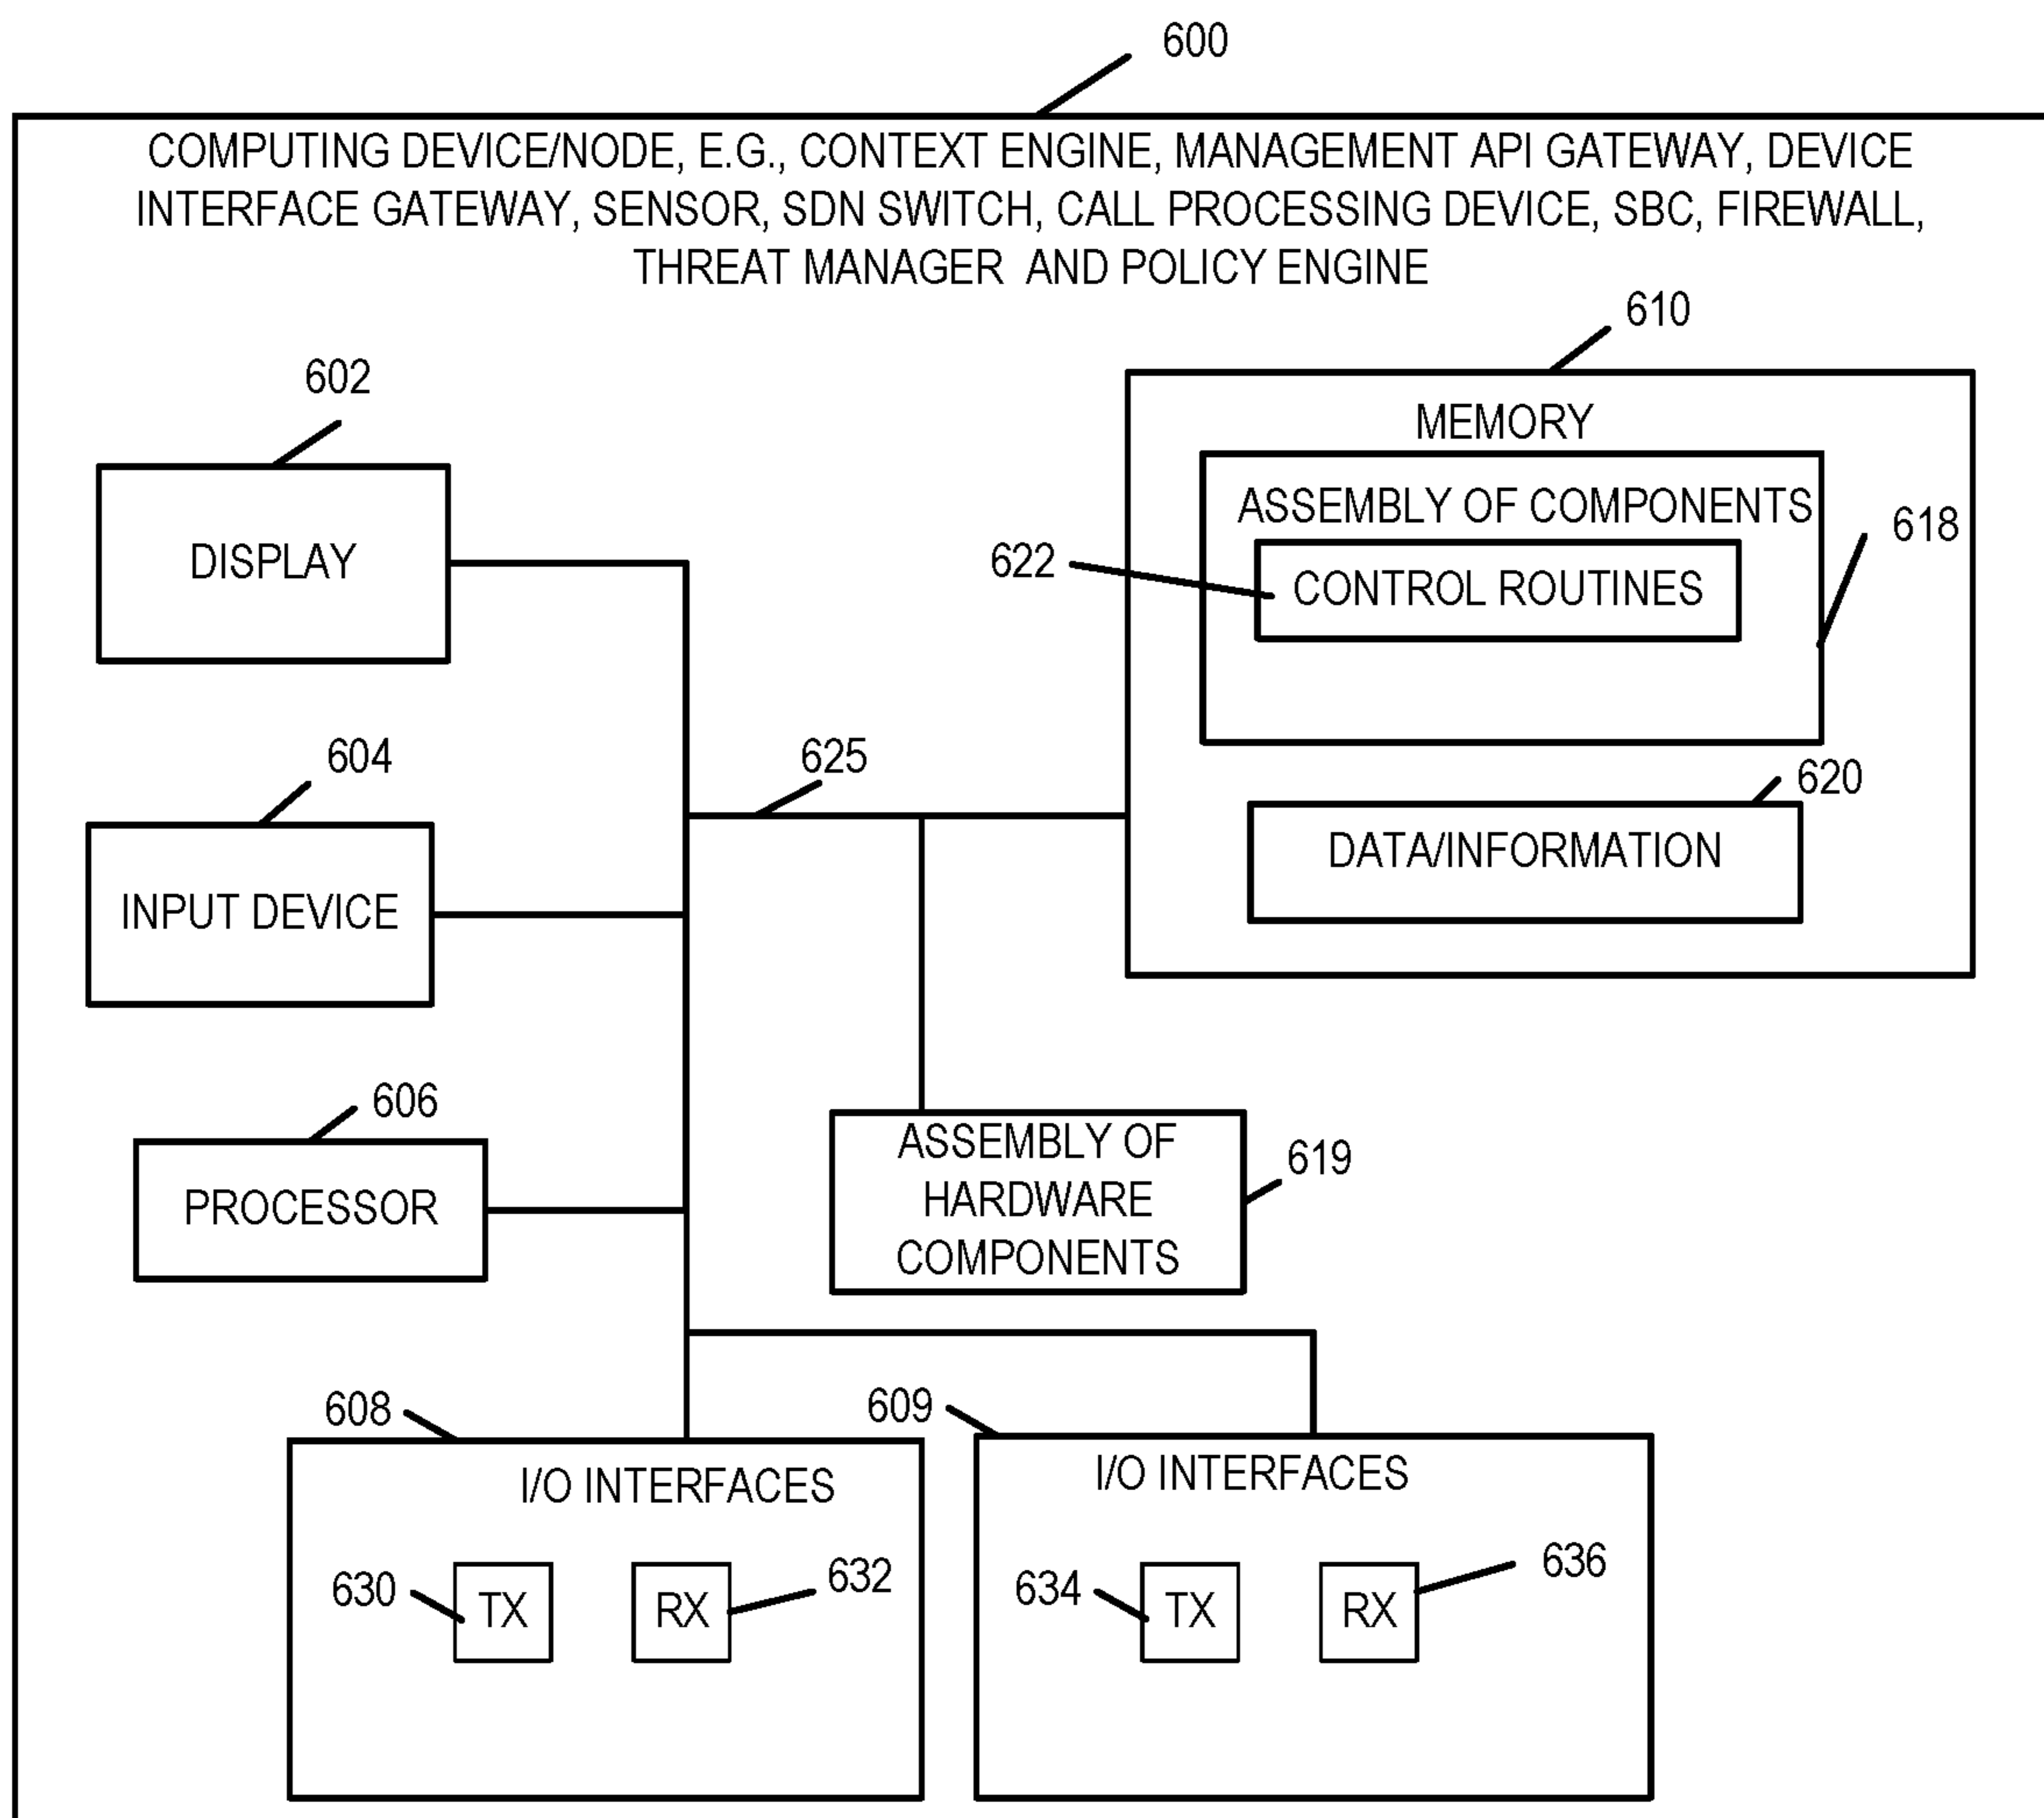 600
COMPUTING DEVICE/NODE, E.G., CONTEXT ENGINE, MANAGEMENT API GATEWAY, DEVICE
INTERFACE GATEWAY, SENSOR, SDN SWITCH, CALL PROCESSING DEVICE, SBC, FIREWALL,
THREAT MANAGER AND POLICY ENGINE
610
602
MEMORY
ASSEMBLY OF COMPONENTS
618
DISPLAY
622
CONTROL ROUTINES
604
625
620
DATA/INFORMATION
INPUT DEVICE
606
PROCESSOR
ASSEMBLY OF
HARDWARE
COMPONENTS
619
608
609
I/O INTERFACES
I/O INTERFACES
630
TX
RX
632
634
TX
RX
636